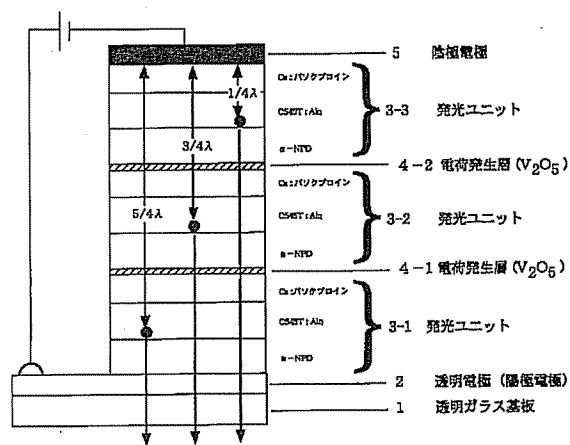 5 陰極電極
Cs:バソクプロイン
1/4λ
C545T:Alq
3-3 発光ユニット
3/4λ
α-NPD
4-2 電荷発生層(V₂O₅)
Cs:バソクプロイン
5/4λ
C545T:Alq
3-2 発光ユニット
α-NPD
4-1 電荷発生層(V₂O₅)
Cs:バソクプロイン
C545T:Alq
3-1 発光ユニット
α-NPD
2 透明電極(陽極電極)
1 透明ガラス基板